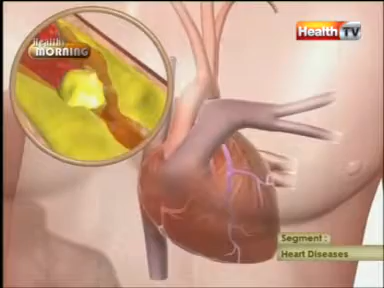 Health TV
Health
MORNING
Segment :
Heart Diseases